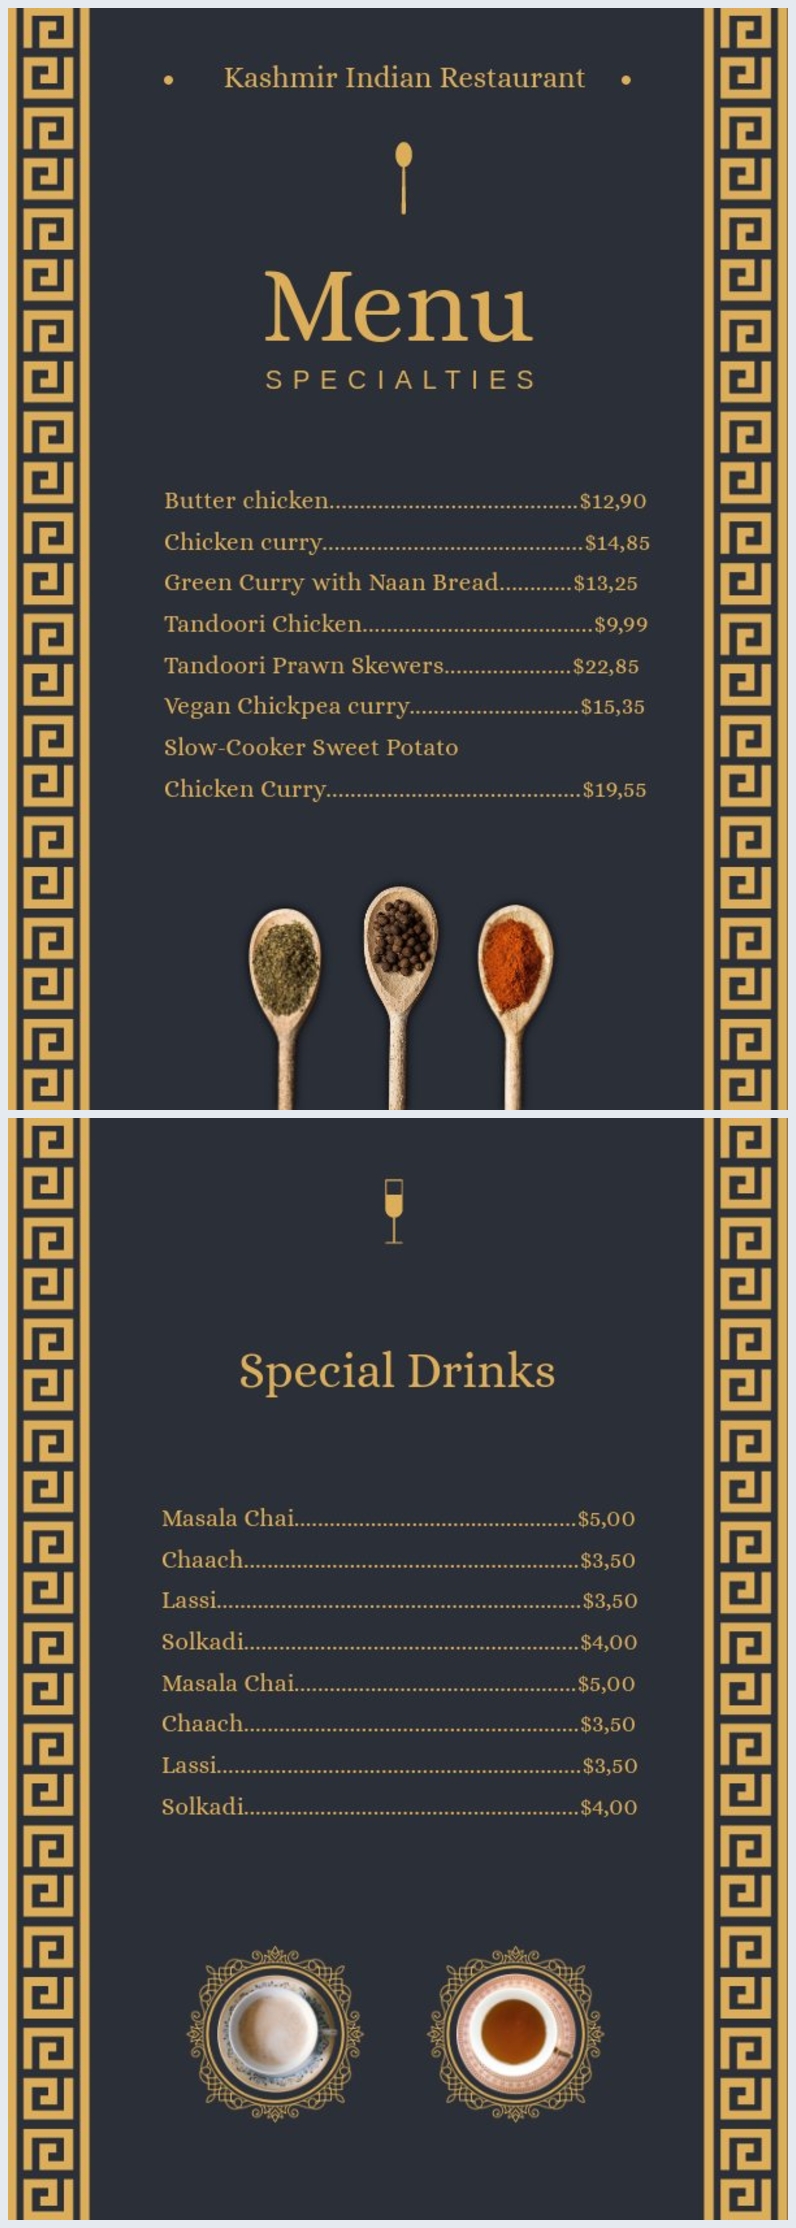 Kashmir Indian Restaurant
Menu
SPECIALTIES
Butter chicken.........................................$12,90
Chicken curry...........................................$14,85
Green Curry with Naan Bread............$13,25
Tandoori Chicken......................................$9,99
Tandoori Prawn Skewers.....................$22,85
Vegan Chickpea curry............................$15,35
Slow-Cooker Sweet Potato
Chicken Curry..........................................$19,55
Special Drinks
Masala Chai...............................................$5,00
Chaach........................................................$3,50
Lassi.............................................................$3,50
Solkadi........................................................$4,00
Masala Chai...............................................$5,00
Chaach........................................................$3,50
Lassi.............................................................$3,50
Solkadi........................................................$4,00